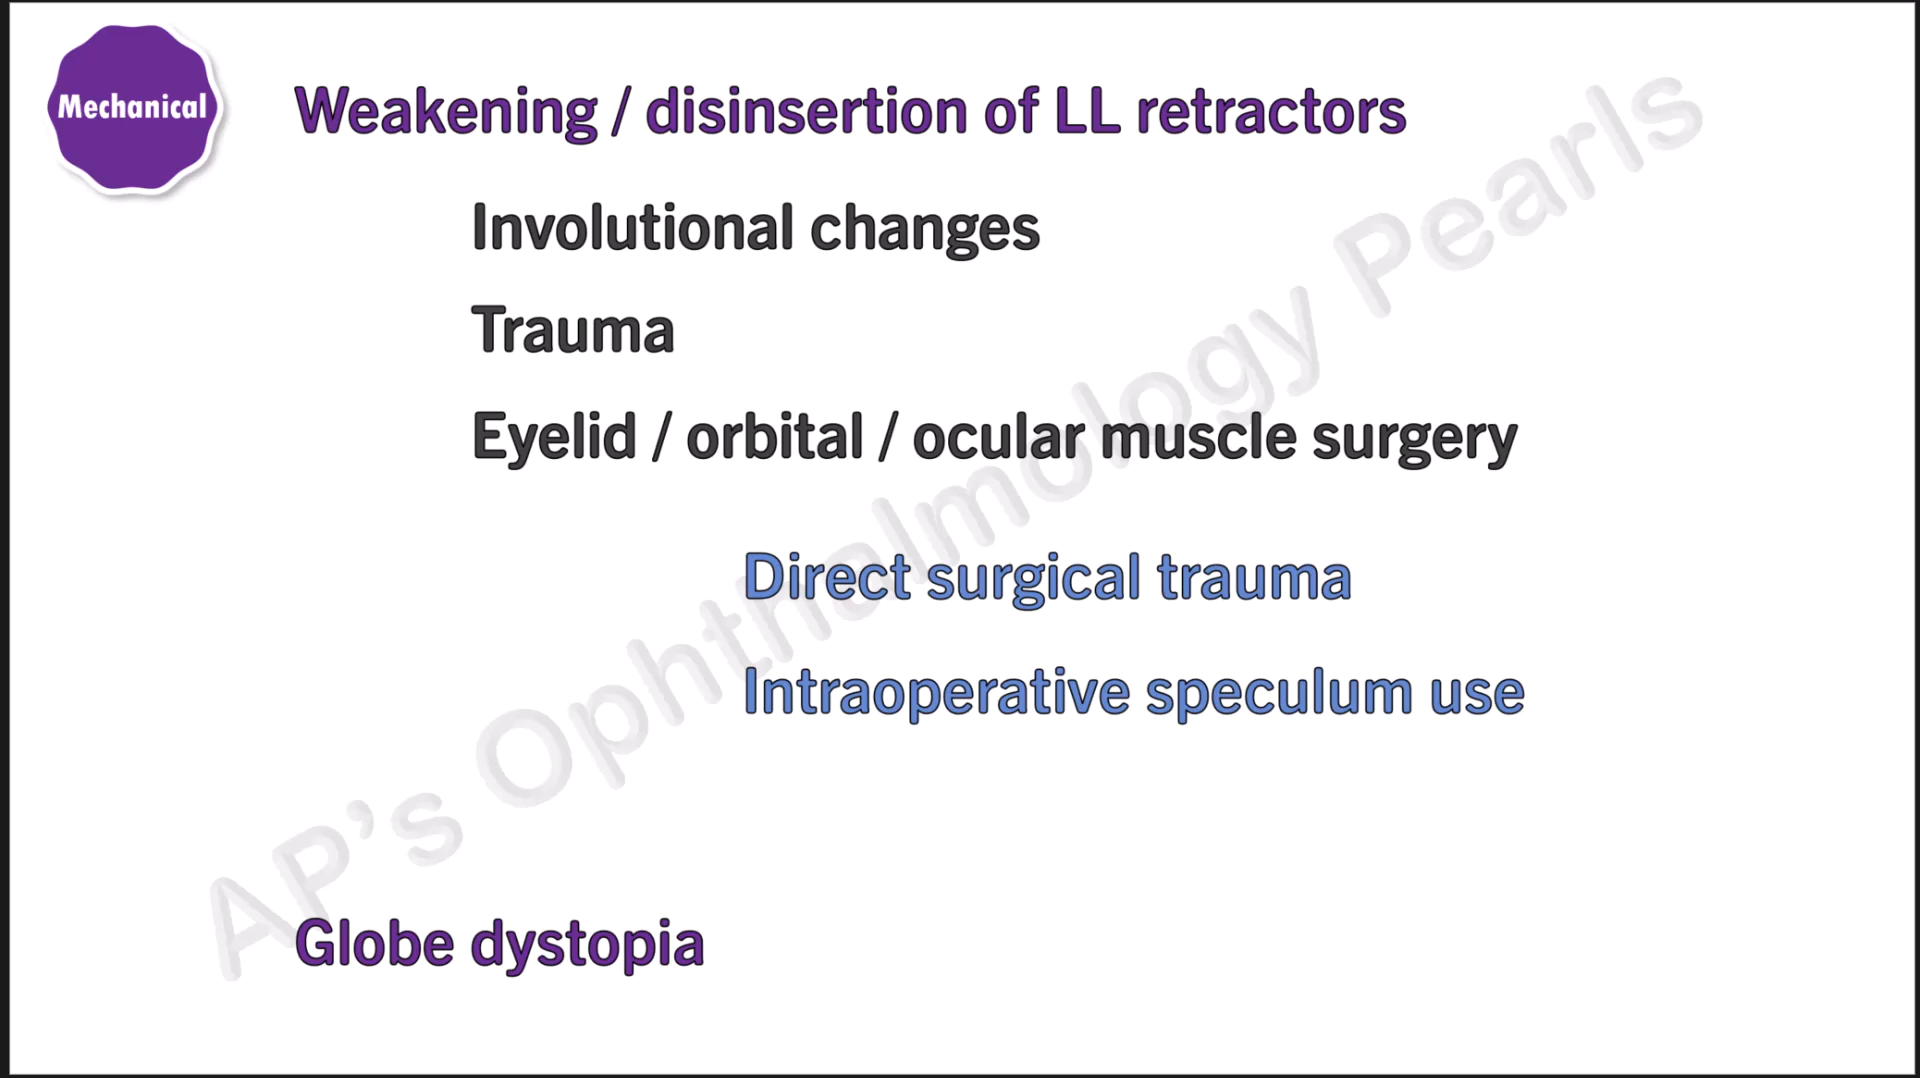 Mechanical
Weakening / disinsertion of LL retractors
Involutional changes
Trauma
Eyelid / orbital / ocular muscle surgery
Direct surgical trauma
Intraoperative speculum use
Globe dystopia
AP's Ophthalmology Pearls